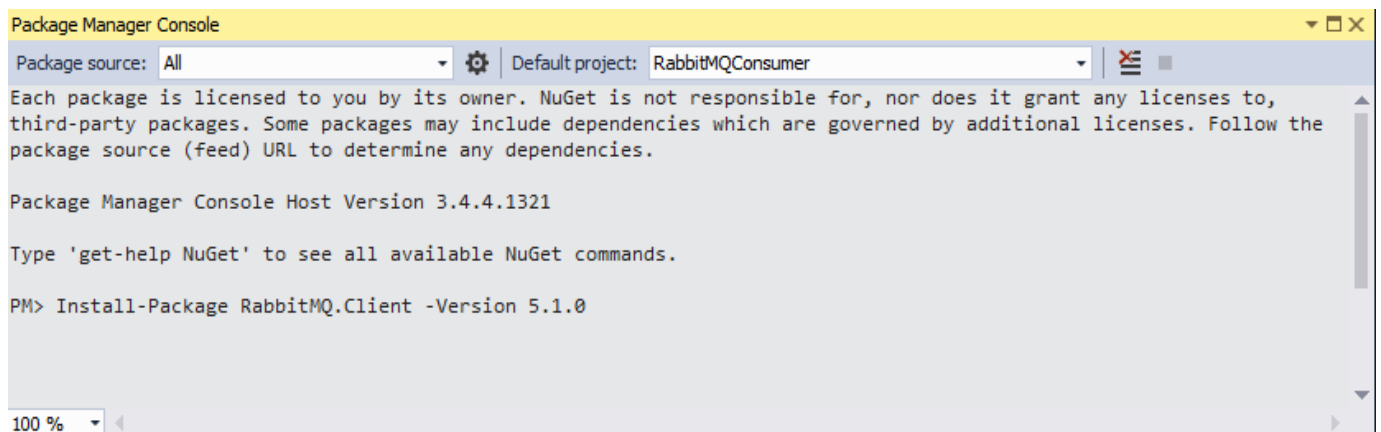 Package Manager Console
Package source: All Default project: RabbitMQConsumer
Each package is licensed to you by its owner. NuGet is not responsible for, nor does it grant any licenses to,
third-party packages. Some packages may include dependencies which are governed by additional licenses. Follow the
package source (feed) URL to determine any dependencies.
Package Manager Console Host Version 3.4.4.1321
Type 'get-help NuGet' to see all available NuGet commands.
PM> Install-Package RabbitMQ.Client -Version 5.1.0
100 %